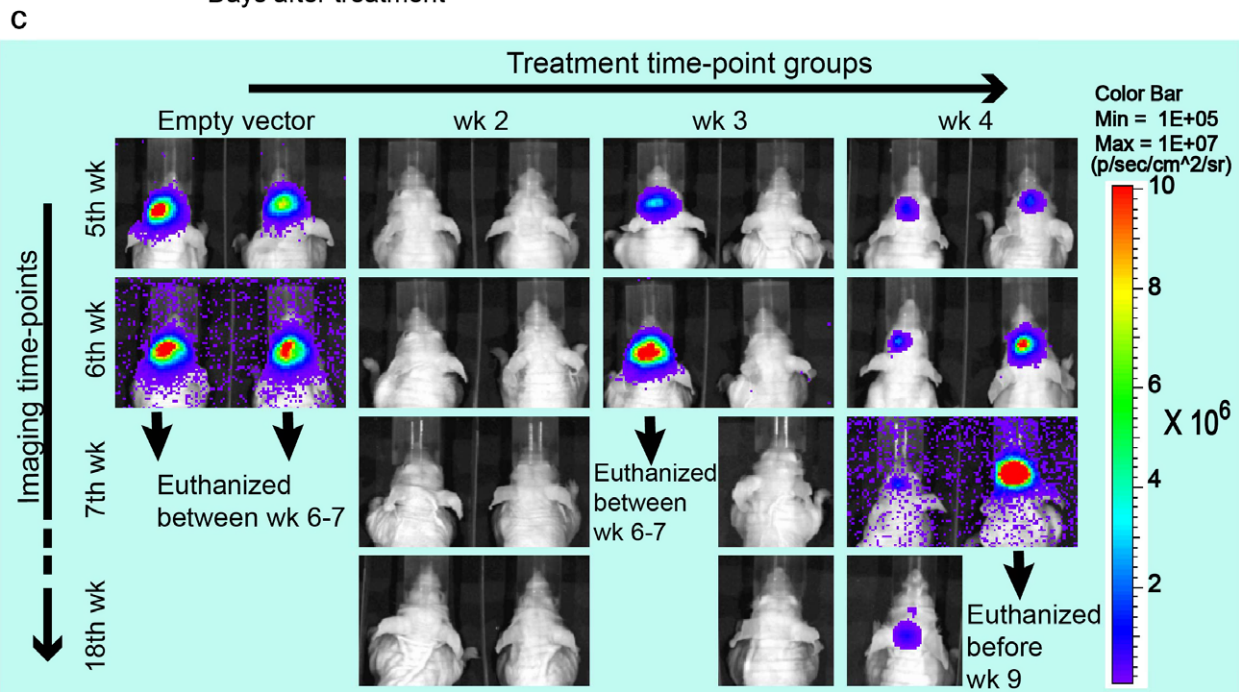 Days after treatment
C
Treatment time-point groups
Empty vector
wk 2
wk 3
wk 4
Color Bar
Min = 1E+05
Max = 1E+07
(p/sec/cm^2/sr)
10
8
6
4
2
X 10⁶
Imaging time-points
5th wk
6th wk
7th wk
18th wk
Euthanized
between wk 6-7
Euthanized
between
wk 6-7
Euthanized
before
wk 9